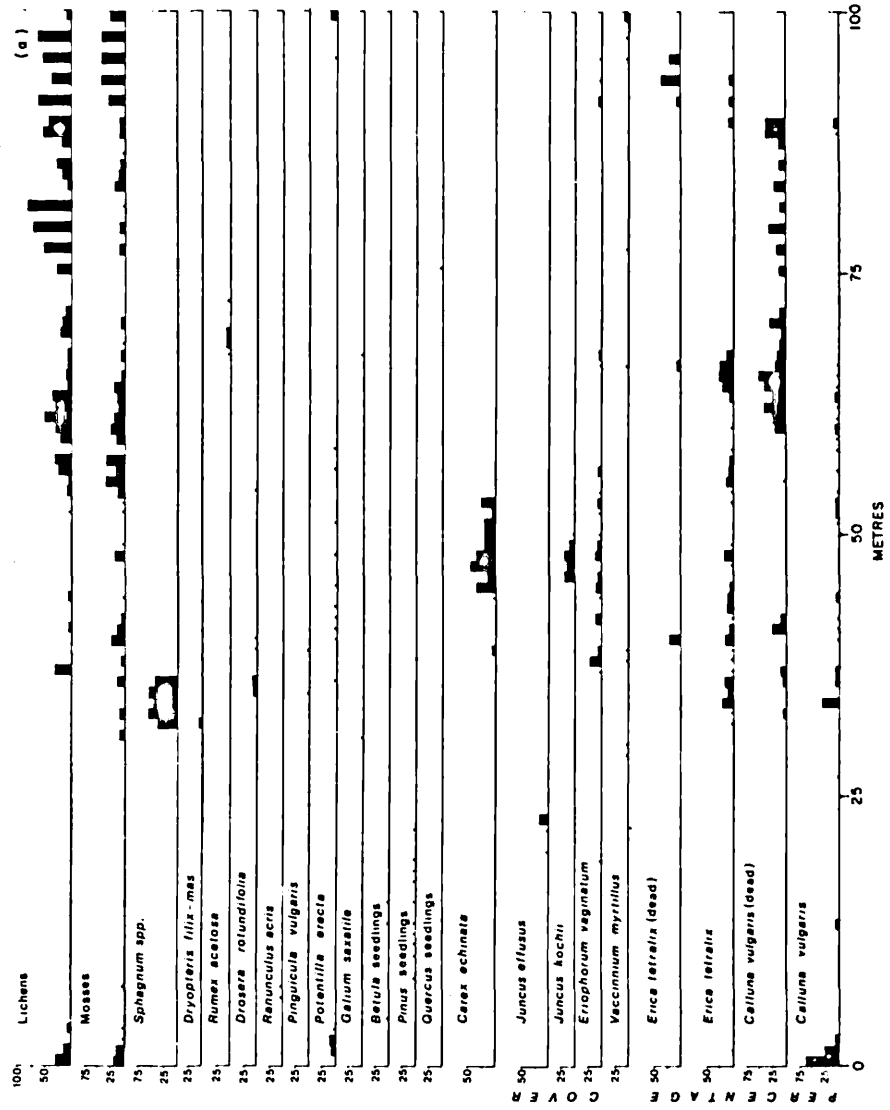 (a)
Lichens
100
50
Mosses
75
25
Sphagnum spp.
75
25
Dryopteris filix-mas
25
Rumex acetosa
25
Drosera rotundifolia
25
Ranunculus acris
25
Pinguicula vulgaris
25
Potentilla erecta
25
Galium saxatile
25
Betula seedlings
25
Pinus seedlings
25
Quercus seedlings
25
Carex echinata
50
Juncus effusus
50
Juncus kochii
25
Eriophorum vaginatum
25
Vaccinnium myrtillus
25
Erica tetralix (dead)
50
Erica tetralix
50
Calluna vulgaris (dead)
75
25
Calluna vulgaris
75
25
PERCENTAGE COVER
0 25 50 75 100
METRES